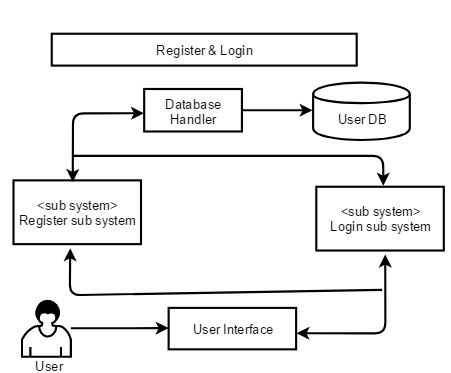 Register & Login
Database
Handler
User DB
<sub system>
Register sub system
<sub system>
Login sub system
User Interface
User